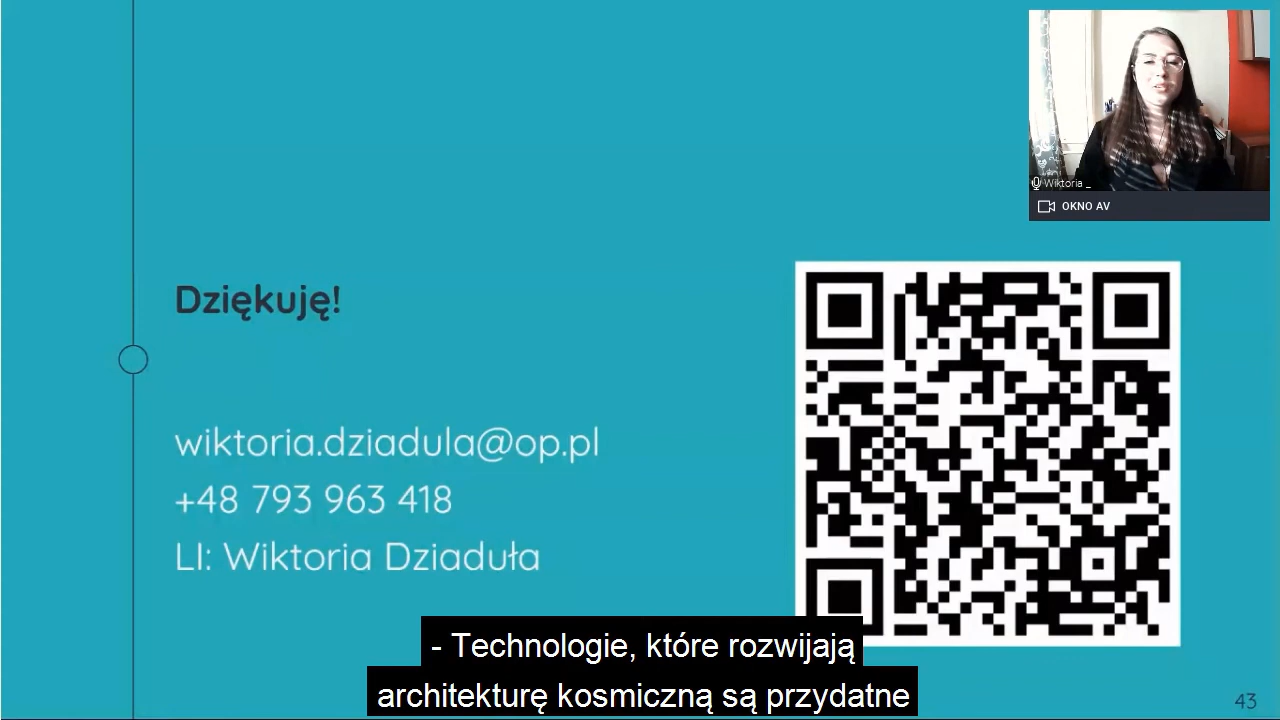 Wiktoria _
OKNO AV
Dziękuję!
wiktoria.dziadula@op.pl
+48 793 963 418
LI: Wiktoria Dziaduła
- Technologie, które rozwijają
architekturę kosmiczną są przydatne
43